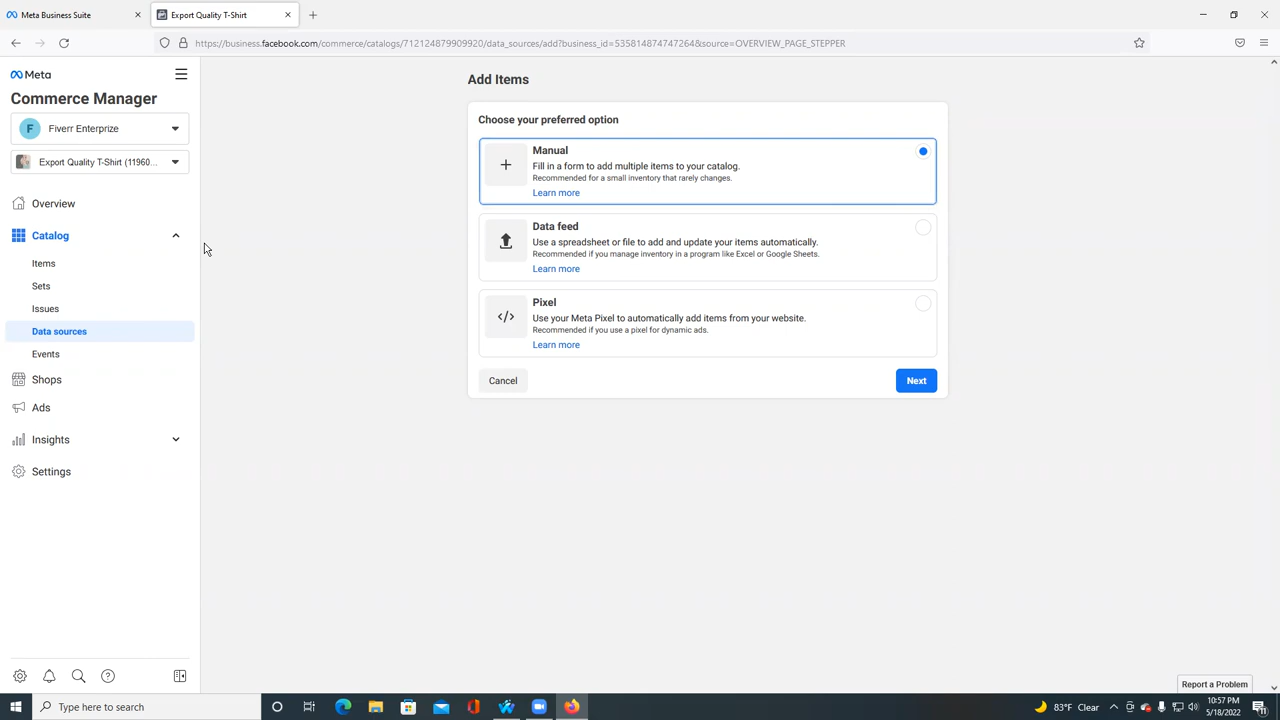 Meta Business Suite
Export Quality T-Shirt
https://business.facebook.com/commerce/catalogs/712124879909920/data_sources/add?business_id=535814874747264&source=OVERVIEW_PAGE_STEPPER
Meta
Commerce Manager
F Fiverr Enterprize
Export Quality T-Shirt (11960...
Overview
Catalog
Items
Sets
Issues
Data sources
Events
Shops
Ads
Insights
Settings
Add Items
Choose your preferred option
Manual
Fill in a form to add multiple items to your catalog.
Recommended for a small inventory that rarely changes.
Learn more
Data feed
Use a spreadsheet or file to add and update your items automatically.
Recommended if you manage inventory in a program like Excel or Google Sheets.
Learn more
Pixel
Use your Meta Pixel to automatically add items from your website.
Recommended if you use a pixel for dynamic ads.
Learn more
Cancel
Next
Report a Problem
Type here to search
83°F Clear
10:57 PM
5/18/2022